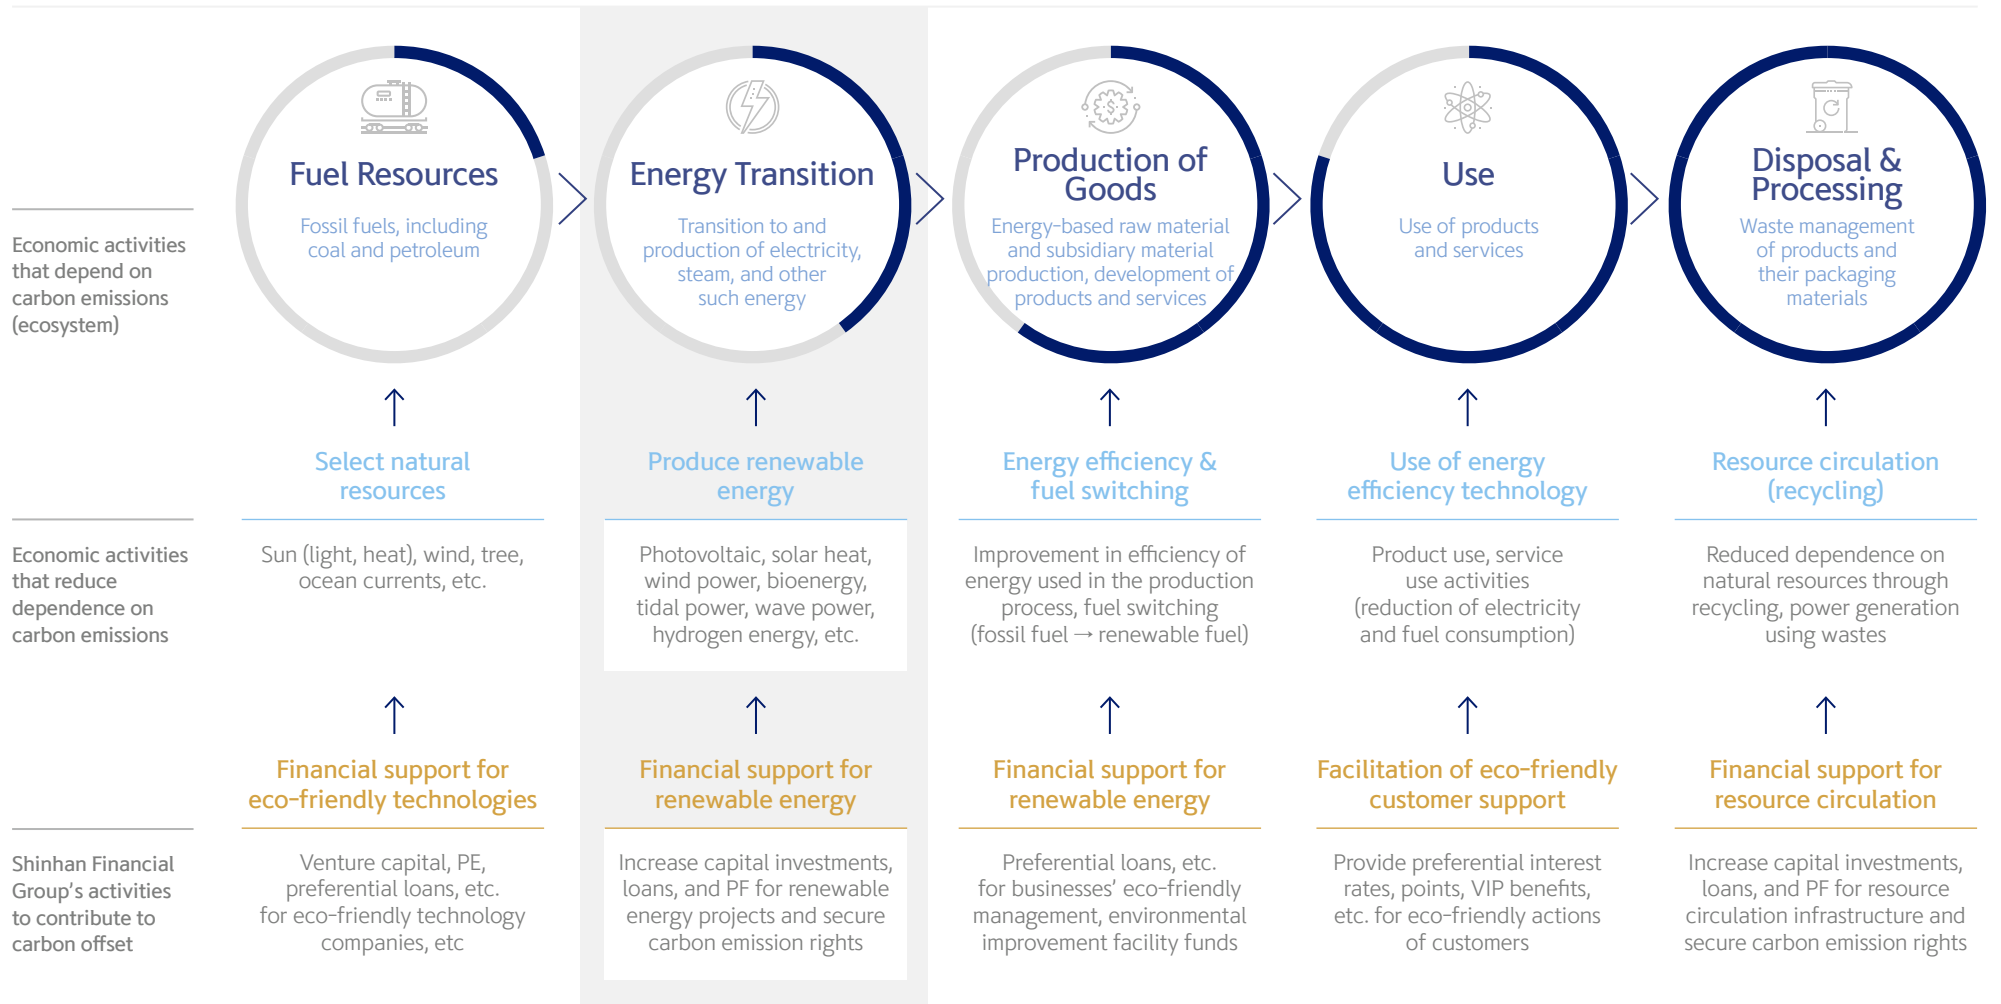 Economic activities
that depend on
carbon emissions
(ecosystem)
Fuel Resources
Fossil fuels, including
coal and petroleum
Energy Transition
Transition to and
production of electricity,
steam, and other
such energy
Production of
Goods
Energy-based raw material
and subsidiary material
production, development of
products and services
Use
Use of products
and services
Disposal &
Processing
Waste management
of products and
their packaging
materials
Economic activities
that reduce
dependence on
carbon emissions
Select natural
resources
Sun (light, heat), wind, tree,
ocean currents, etc.
Produce renewable
energy
Photovoltaic, solar heat,
wind power, bioenergy,
tidal power, wave power,
hydrogen energy, etc.
Energy efficiency &
fuel switching
Improvement in efficiency of
energy used in the production
process, fuel switching
(fossil fuel → renewable fuel)
Use of energy
efficiency technology
Product use, service
use activities
(reduction of electricity
and fuel consumption)
Resource circulation
(recycling)
Reduced dependence on
natural resources through
recycling, power generation
using wastes
Shinhan Financial
Group's activities
to contribute to
carbon offset
Financial support for
eco-friendly technologies
Venture capital, PE,
preferential loans, etc.
for eco-friendly technology
companies, etc
Financial support for
renewable energy
Increase capital investments,
loans, and PF for renewable
energy projects and secure
carbon emission rights
Financial support for
renewable energy
Preferential loans, etc.
for businesses' eco-friendly
management, environmental
improvement facility funds
Facilitation of eco-friendly
customer support
Provide preferential interest
rates, points, VIP benefits,
etc. for eco-friendly actions
of customers
Financial support for
resource circulation
Increase capital investments,
loans, and PF for resource
circulation infrastructure and
secure carbon emission rights